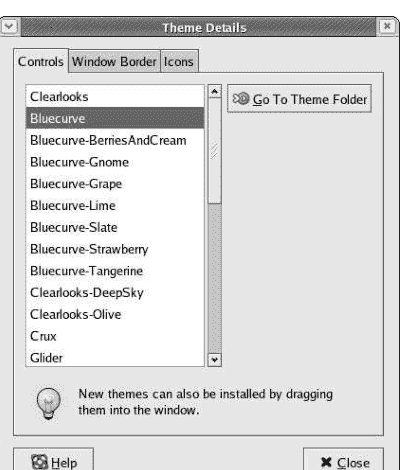 Theme Details
Controls Window Border Icons
Clearlooks
Go To Theme Folder
Bluecurve
Bluecurve-BerriesAndCream
Bluecurve-Gnome
Bluecurve-Grape
Bluecurve-Lime
Bluecurve-Slate
Bluecurve-Strawberry
Bluecurve-Tangerine
Clearlooks-DeepSky
Clearlooks-Olive
Crux
Glider
New themes can also be installed by dragging
them into the window.
Help Close